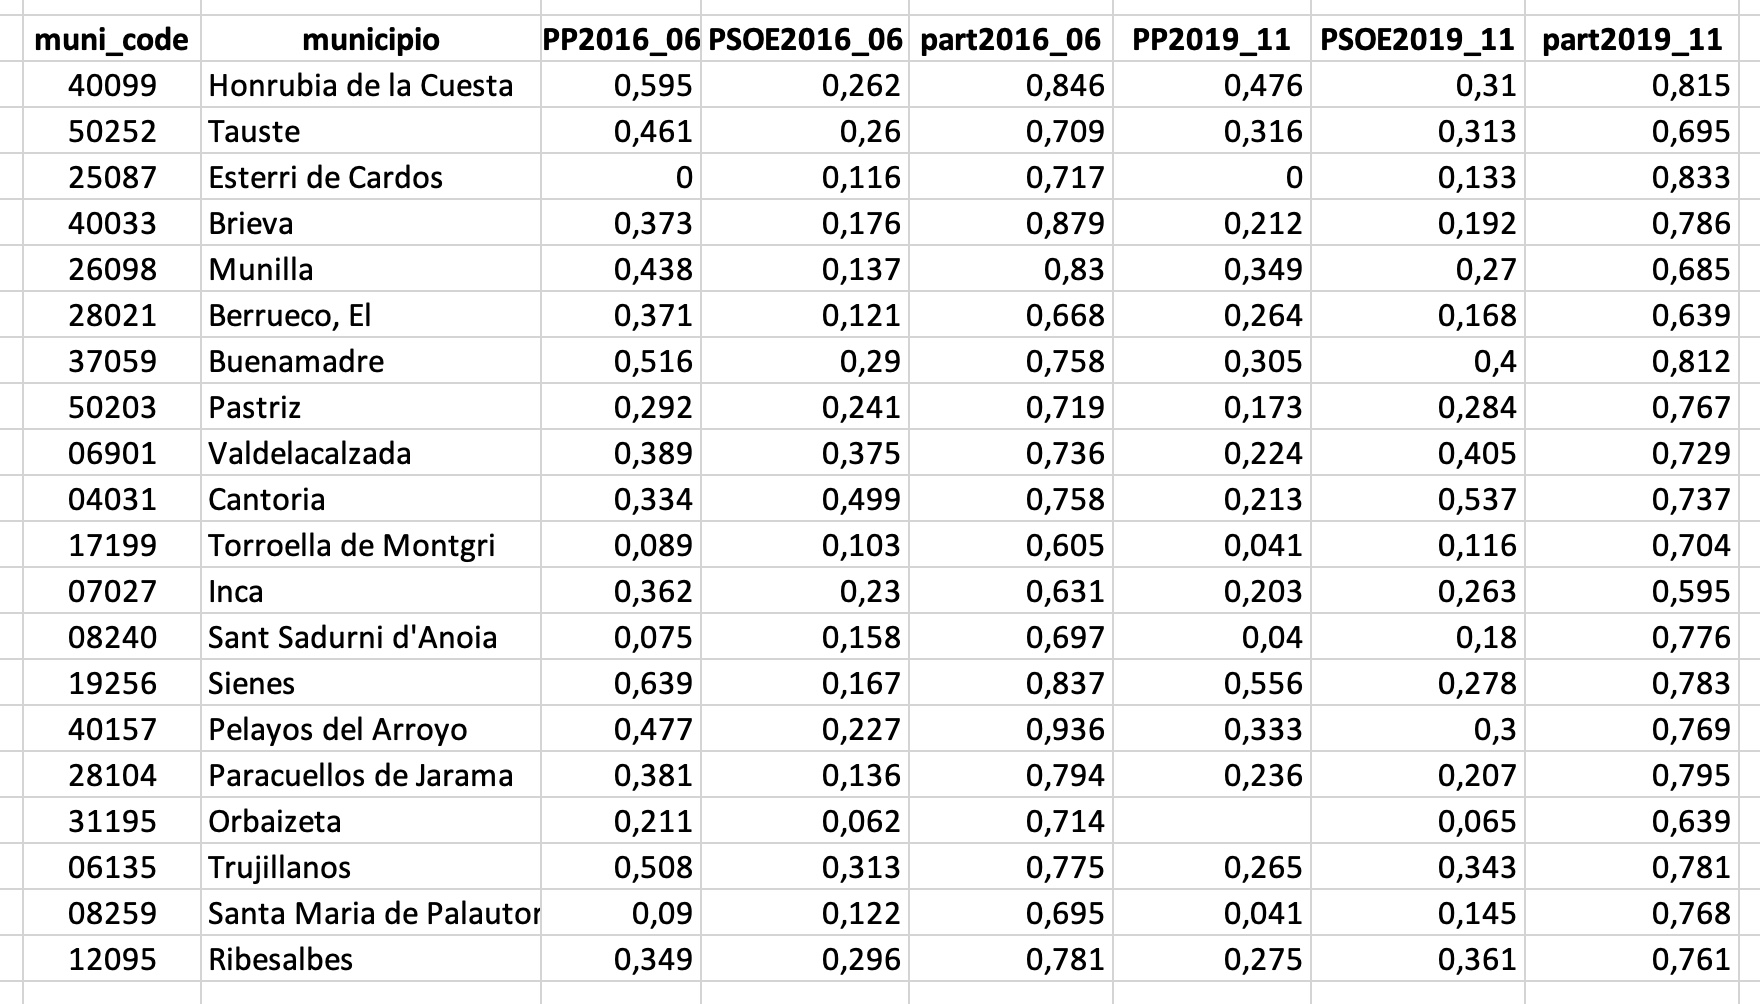 muni_code municipio PP2016_06 PSOE2016_06 part2016_06 PP2019_11 PSOE2019_11 part2019_11
40099 Honrubia de la Cuesta 0,595 0,262 0,846 0,476 0,31 0,815
50252 Tauste 0,461 0,26 0,709 0,316 0,313 0,695
25087 Esterri de Cardos 0 0,116 0,717 0 0,133 0,833
40033 Brieva 0,373 0,176 0,879 0,212 0,192 0,786
26098 Munilla 0,438 0,137 0,83 0,349 0,27 0,685
28021 Berrueco, El 0,371 0,121 0,668 0,264 0,168 0,639
37059 Buenamadre 0,516 0,29 0,758 0,305 0,4 0,812
50203 Pastriz 0,292 0,241 0,719 0,173 0,284 0,767
06901 Valdelacalzada 0,389 0,375 0,736 0,224 0,405 0,729
04031 Cantoria 0,334 0,499 0,758 0,213 0,537 0,737
17199 Torroella de Montgri 0,089 0,103 0,605 0,041 0,116 0,704
07027 Inca 0,362 0,23 0,631 0,203 0,263 0,595
08240 Sant Sadurni d'Anoia 0,075 0,158 0,697 0,04 0,18 0,776
19256 Sienes 0,639 0,167 0,837 0,556 0,278 0,783
40157 Pelayos del Arroyo 0,477 0,227 0,936 0,333 0,3 0,769
28104 Paracuellos de Jarama 0,381 0,136 0,794 0,236 0,207 0,795
31195 Orbaizeta 0,211 0,062 0,714 0,065 0,639
06135 Trujillanos 0,508 0,313 0,775 0,265 0,343 0,781
08259 Santa Maria de Palautor 0,09 0,122 0,695 0,041 0,145 0,768
12095 Ribesalbes 0,349 0,296 0,781 0,275 0,361 0,761